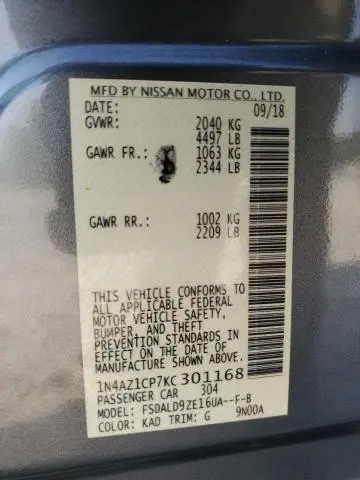 MFD BY NISSAN MOTOR CO., LTD.
DATE: 09/18
GVWR: 2040 KG
4497 LB
GAWR FR.: 1063 KG
2344 LB
GAWR RR.: 1002 KG
2209 LB
THIS VEHICLE CONFORMS TO
ALL APPLICABLE FEDERAL
MOTOR VEHICLE SAFETY,
BUMPER, AND THEFT
PREVENTION STANDARDS IN
EFFECT ON THE DATE OF
MANUFACTURE SHOWN ABOVE.
1N4AZ1CP7KC301168
PASSENGER CAR 304
MODEL: FSDALD9ZE16UA--F-B
COLOR: KAD TRIM: G 9N00A